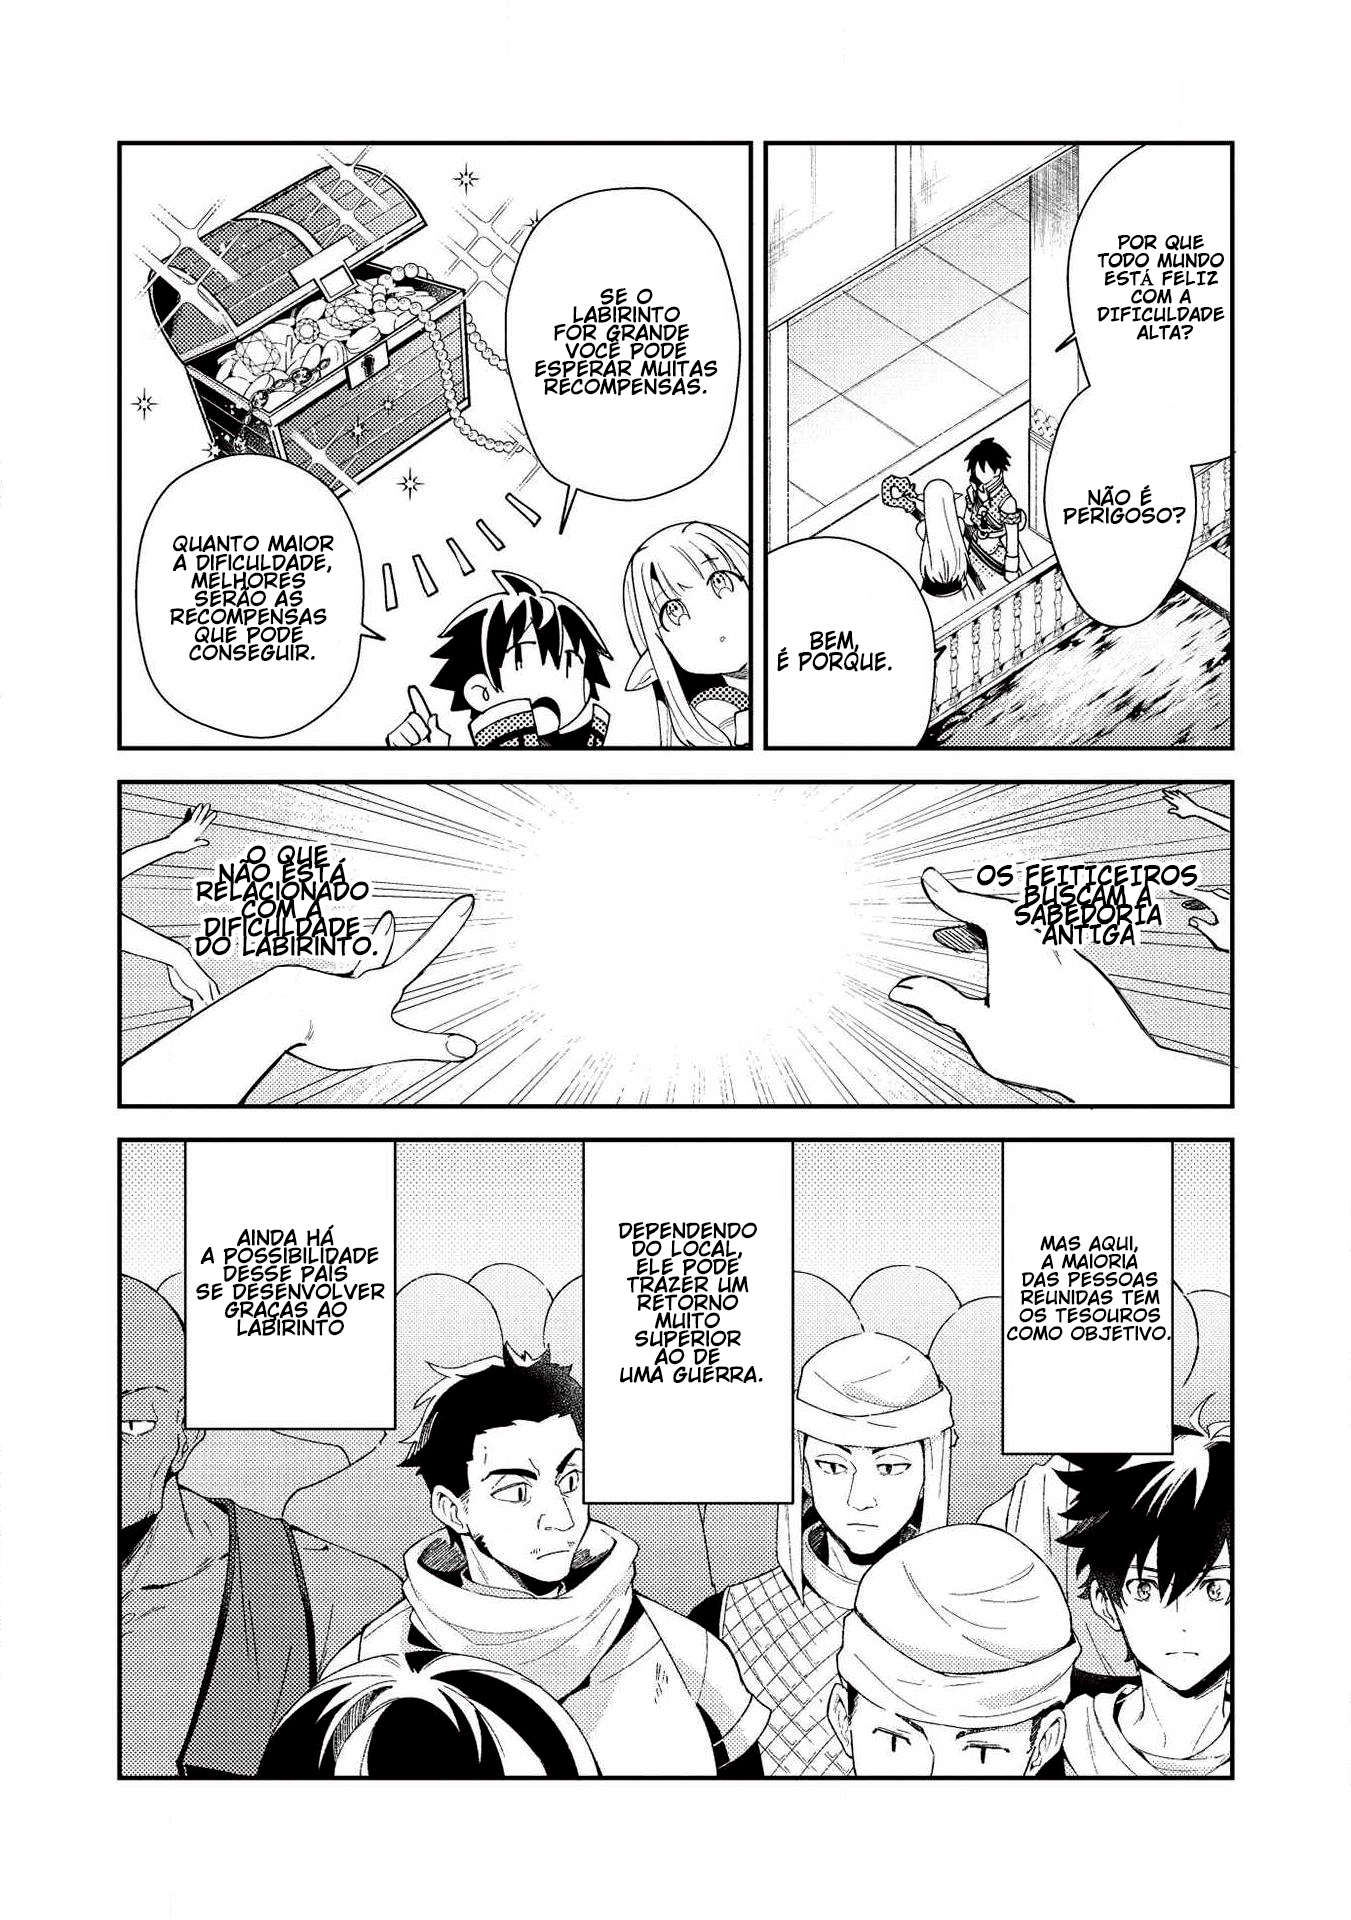 POR QUE
TODO MUNDO
ESTÁ FELIZ
COM A
DIFICULDADE
ALTA?
NÃO É
PERIGOSO?
BEM,
É PORQUE.
SE O
LABIRINTO
FOR GRANDE
VOCÊ PODE
ESPERAR MUITAS
RECOMPENSAS.
QUANTO MAIOR
A DIFICULDADE,
MELHORES
SERÃO AS
RECOMPENSAS
QUE PODE
CONSEGUIR.
OS FEITICEIROS
BUSCAM A
SABEDORIA
ANTIGA
O QUE
NÃO ESTÁ
RELACIONADO
COM A
DIFICULDADE
DO LABIRINTO.
MAS AQUI,
A MAIORIA
DAS PESSOAS
REUNIDAS TEM
OS TESOUROS
COMO OBJETIVO.
DEPENDENDO
DO LOCAL,
ELE PODE
TRAZER UM
RETORNO
MUITO
SUPERIOR
AO DE
UMA GUERRA.
AINDA HÁ
A POSSIBILIDADE
DESSE PAÍS
SE DESENVOLVER
GRAÇAS AO
LABIRINTO